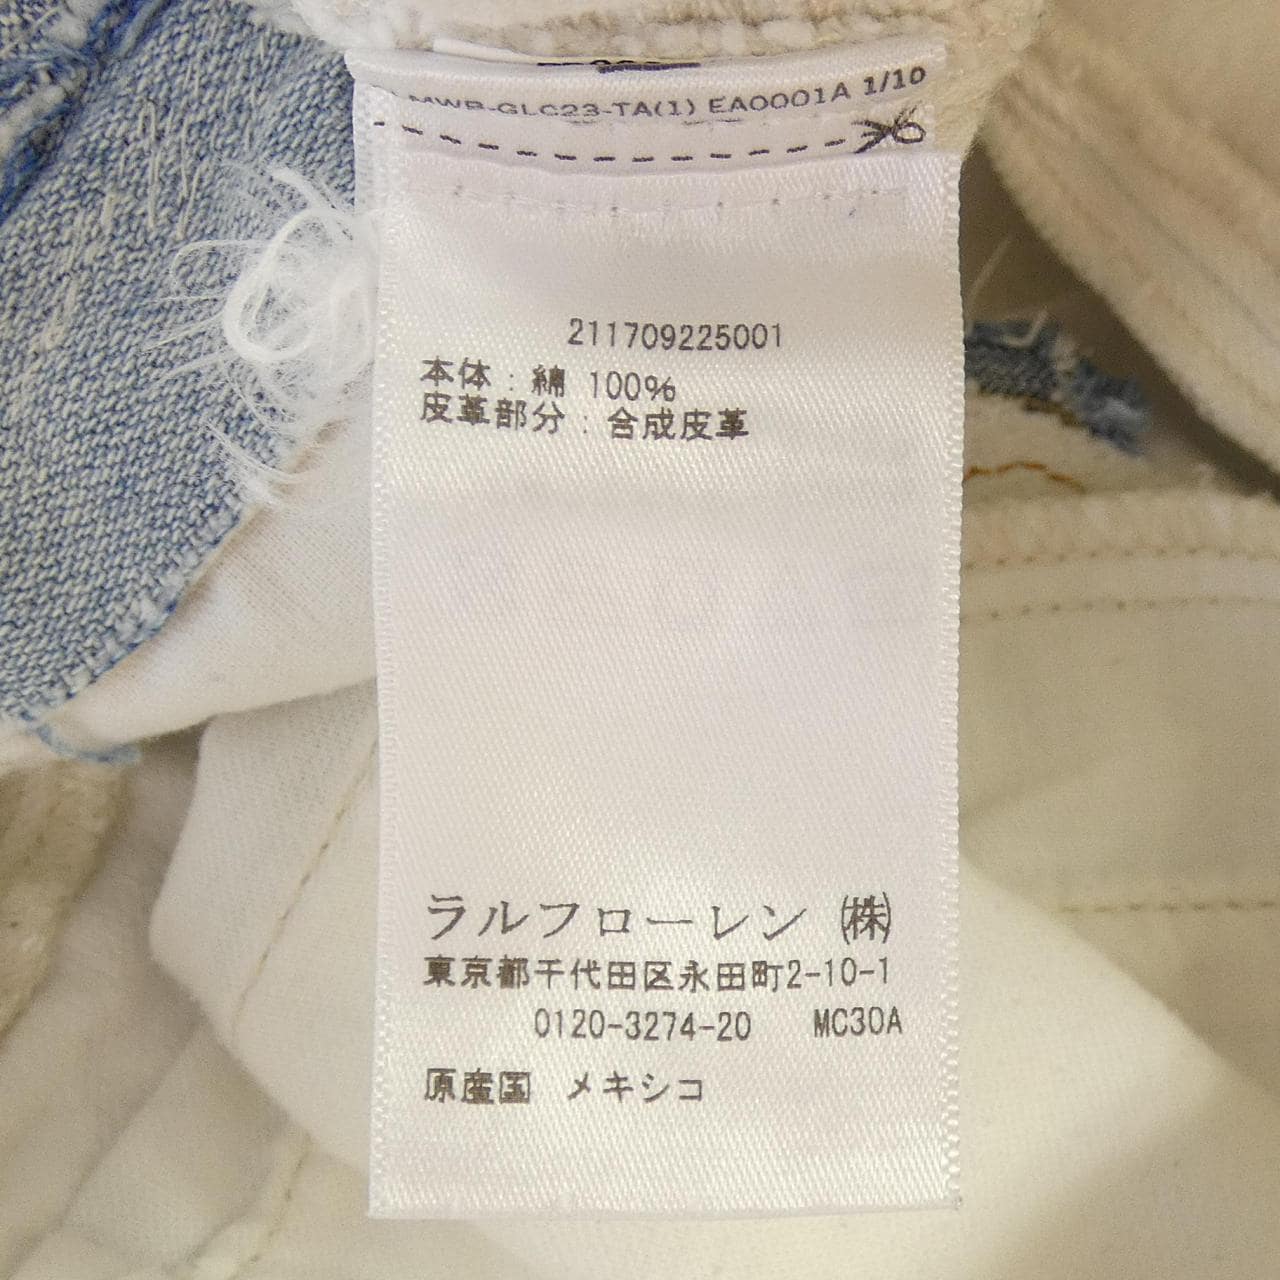 GLC23-TA(1) EA0001A 1/10
211709225001
本体:綿 100%
皮革部分:合成皮革
ラルフローレン ㈱
東京都千代田区永田町2-10-1
0120-3274-20 MC30A
原産国 メキシコ